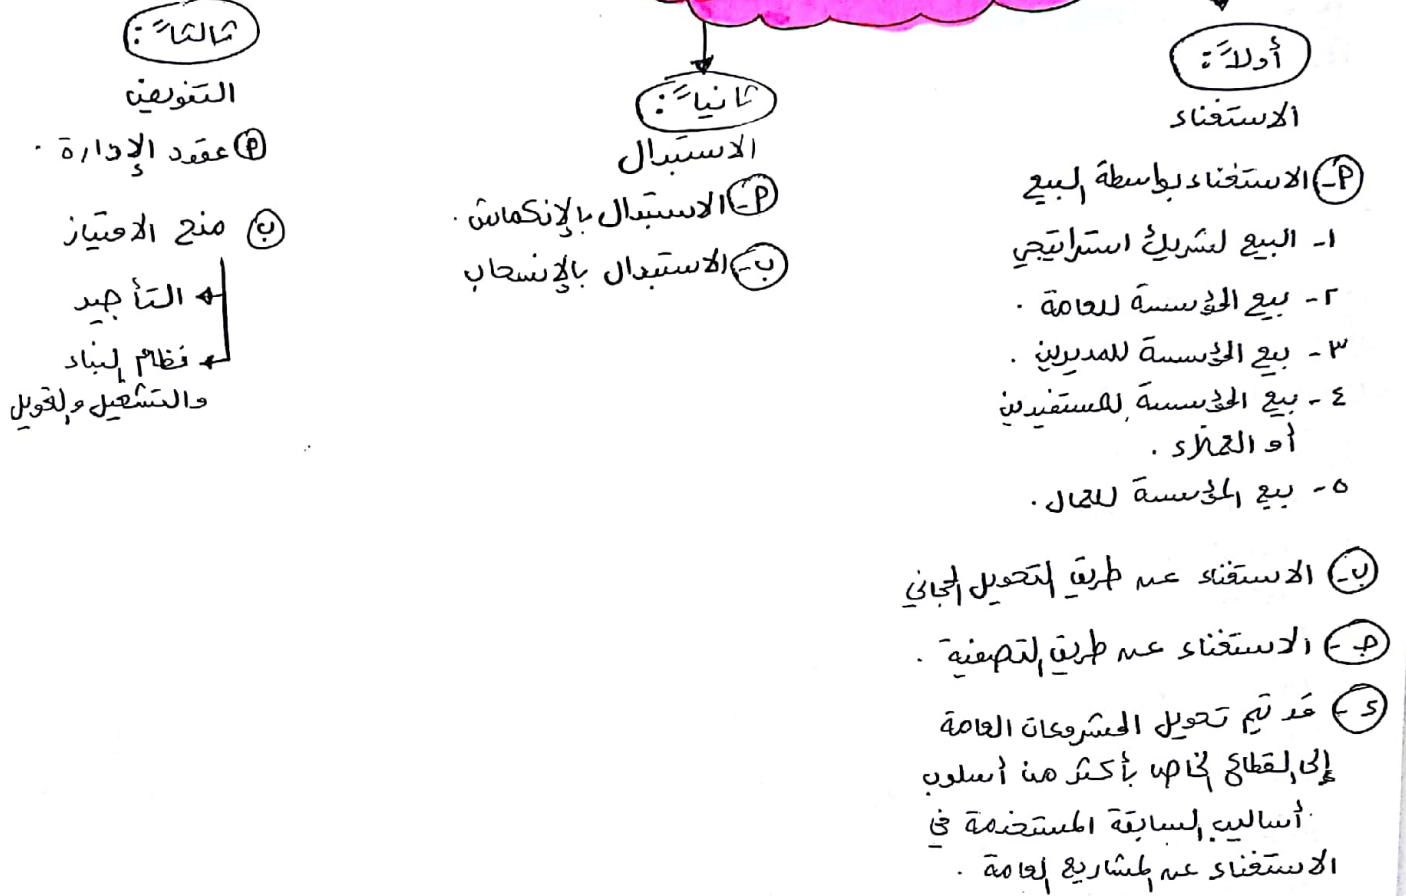 أولاً:
الاستغناء
أ- الاستغناء بواسطة البيع
١- البيع لشريك استراتيجي
٢- بيع المؤسسة للعامة .
٣- بيع المؤسسة للمديرين .
٤- بيع المؤسسة للمستفيدين
أو العملاء .
٥- بيع المؤسسة للعمال .
ب- الاستغناء عن طريق التحويل المجاني
ج- الاستغناء عن طريق التصفية .
د- قد تيم تحويل المشروعات العامة
إلى القطاع الخاص بأكثر من أسلوب
أساليب السابقة المستخدمة في
الاستغناء عن المشاريع العامة .
ثانياً:
الاستبدال
أ- الاستبدال بالإنكماش .
ب- الاستبدال بالإنسحاب
ثالثاً:
التفويض
أ عقود الإدارة .
ب منح الامتياز
التأجير
نظام البناء
والتشغيل والتحويل